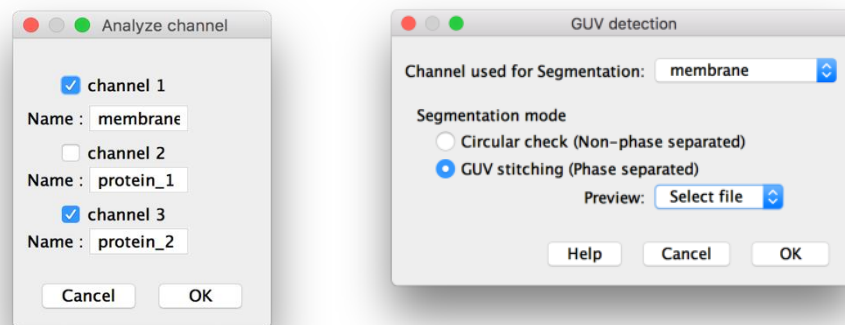 Analyze channel
channel 1
Name : membrane
channel 2
Name : protein_1
channel 3
Name : protein_2
Cancel OK
GUV detection
Channel used for Segmentation: membrane
Segmentation mode
Circular check (Non-phase separated)
GUV stitching (Phase separated)
Preview: Select file
Help Cancel OK